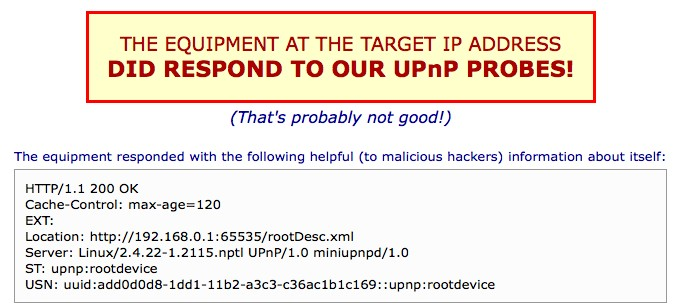 THE EQUIPMENT AT THE TARGET IP ADDRESS
DID RESPOND TO OUR UPnP PROBES!
(That's probably not good!)
The equipment responded with the following helpful (to malicious hackers) information about itself:
HTTP/1.1 200 OK
Cache-Control: max-age=120
EXT:
Location: http://192.168.0.1:65535/rootDesc.xml
Server: Linux/2.4.22-1.2115.nptl UPnP/1.0 miniupnpd/1.0
ST: upnp:rootdevice
USN: uuid:add0d0d8-1dd1-11b2-a3c3-c36ac1b1c169::upnp:rootdevice